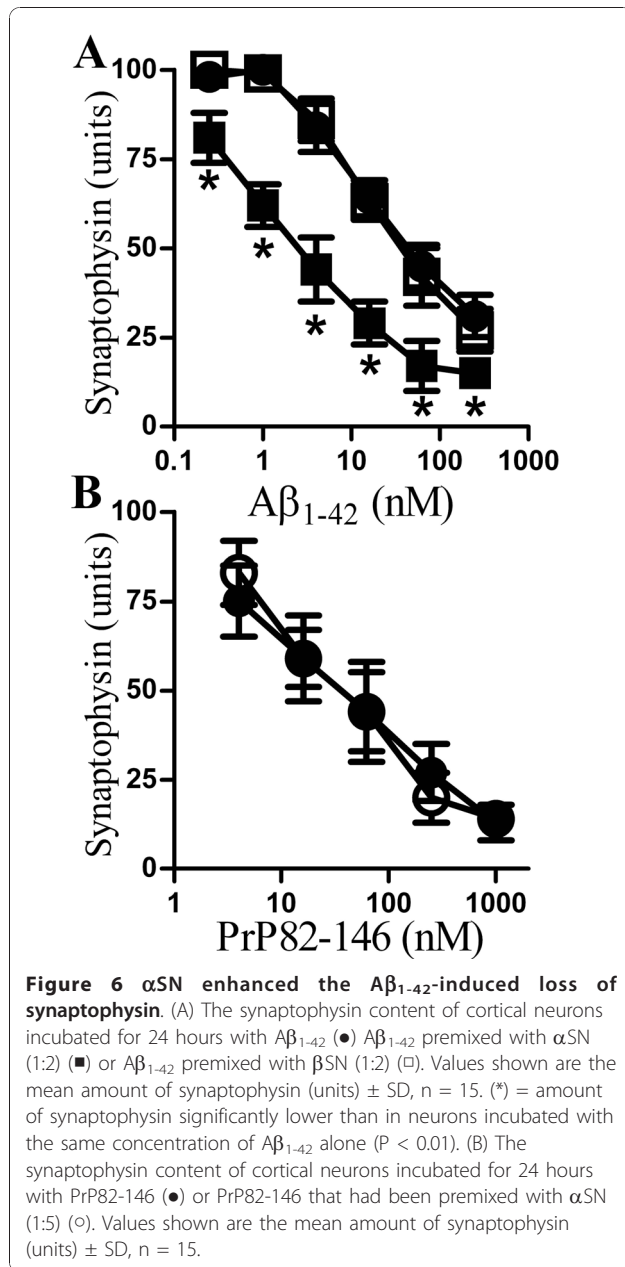 A
100
75
50
25
0
Synaptophysin (units)
*
*
*
*
*
*
0.1 1 10 100 1000
Aβ1-42 (nM)
B
100
75
50
25
0
Synaptophysin (units)
1 10 100 1000
PrP82-146 (nM)
Figure 6 αSN enhanced the Aβ1-42-induced loss of
synaptophysin. (A) The synaptophysin content of cortical neurons
incubated for 24 hours with Aβ1-42 (●) Aβ1-42 premixed with αSN
(1:2) (■) or Aβ1-42 premixed with βSN (1:2) (□). Values shown are the
mean amount of synaptophysin (units) ± SD, n = 15. (*) = amount
of synaptophysin significantly lower than in neurons incubated with
the same concentration of Aβ1-42 alone (P < 0.01). (B) The
synaptophysin content of cortical neurons incubated for 24 hours
with PrP82-146 (●) or PrP82-146 that had been premixed with αSN
(1:5) (○). Values shown are the mean amount of synaptophysin
(units) ± SD, n = 15.